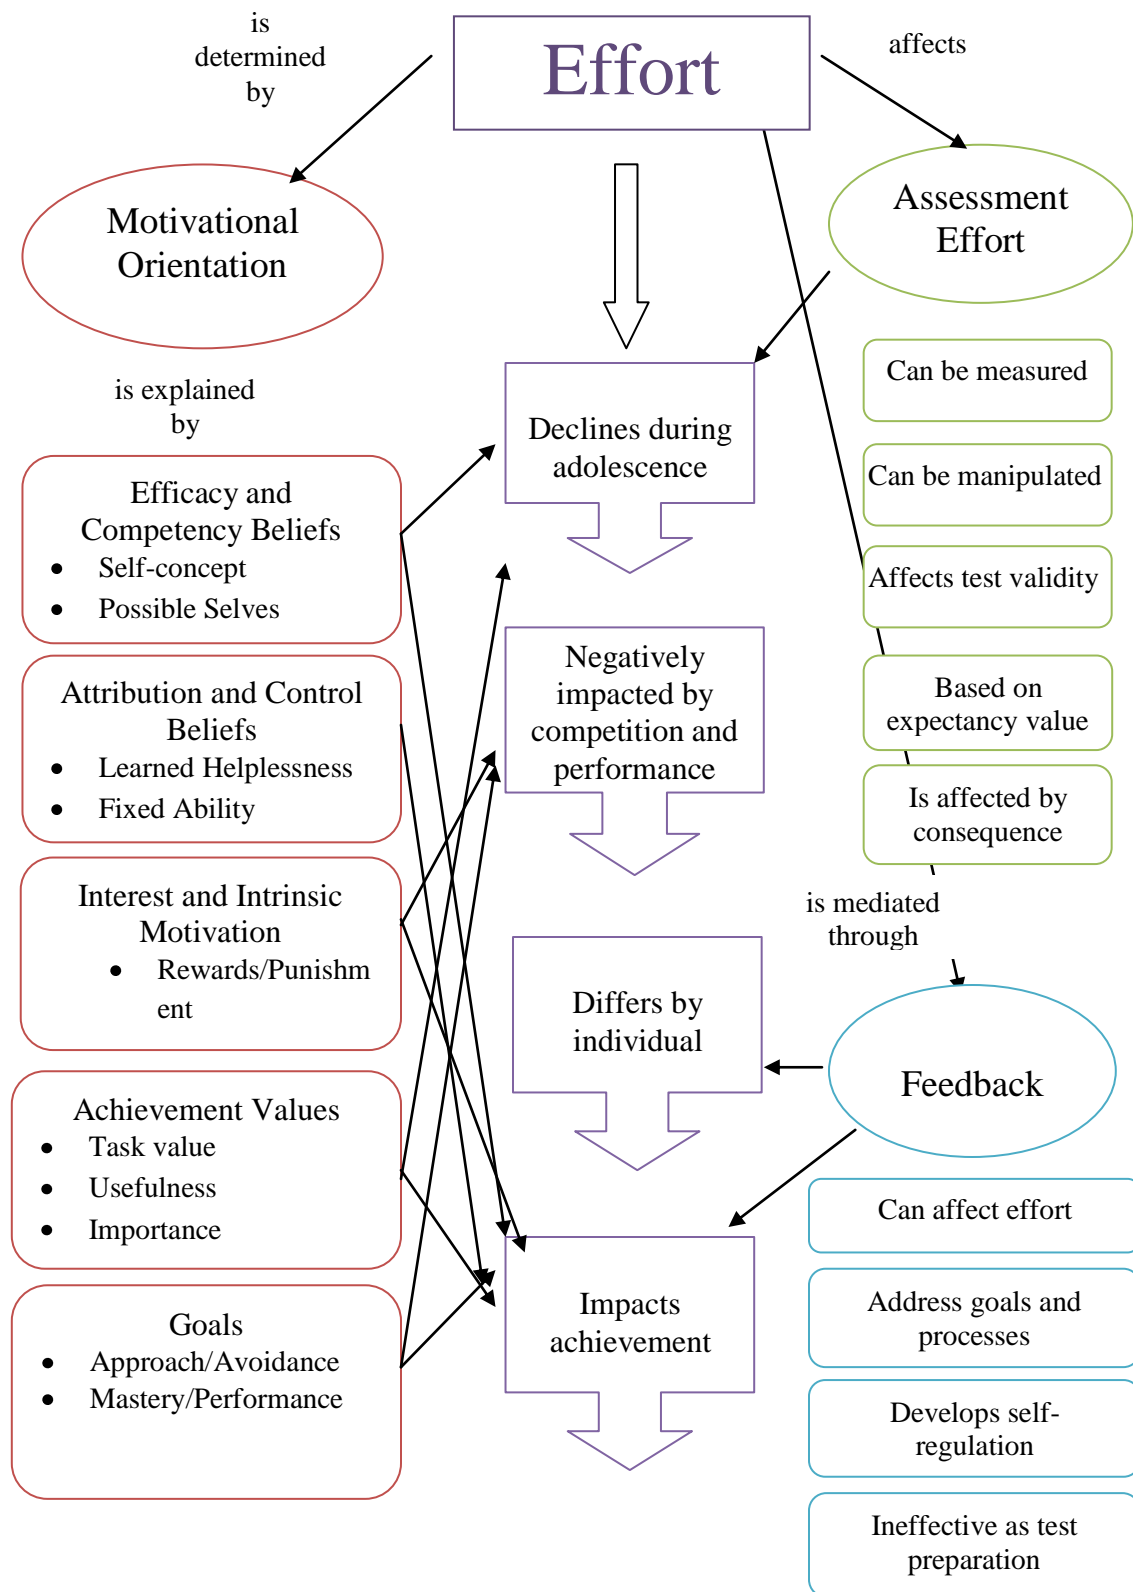 is
determined
by
Effort
affects
Motivational
Orientation
Assessment
Effort
is explained
by
Efficacy and
Competency Beliefs
• Self-concept
• Possible Selves
Attribution and Control
Beliefs
• Learned Helplessness
• Fixed Ability
Interest and Intrinsic
Motivation
• Rewards/Punishm
ent
Achievement Values
• Task value
• Usefulness
• Importance
Goals
• Approach/Avoidance
• Mastery/Performance
Declines during
adolescence
Negatively
impacted by
competition and
performance
Differs by
individual
Impacts
achievement
Can be measured
Can be manipulated
Affects test validity
Based on
expectancy value
Is affected by
consequence
is mediated
through
Feedback
Can affect effort
Address goals and
processes
Develops self-
regulation
Ineffective as test
preparation